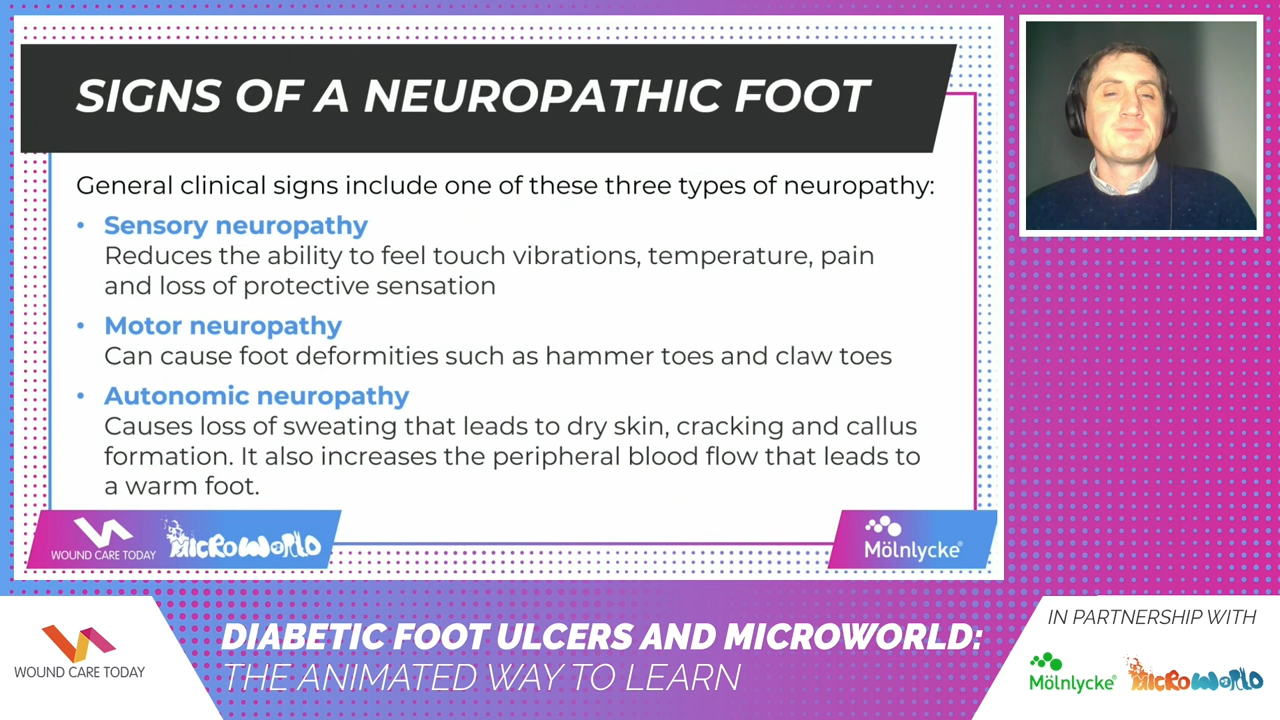 SIGNS OF A NEUROPATHIC FOOT
General clinical signs include one of these three types of neuropathy:
• Sensory neuropathy
Reduces the ability to feel touch vibrations, temperature, pain
and loss of protective sensation
• Motor neuropathy
Can cause foot deformities such as hammer toes and claw toes
• Autonomic neuropathy
Causes loss of sweating that leads to dry skin, cracking and callus
formation. It also increases the peripheral blood flow that leads to
a warm foot.
WOUND CARE TODAY
MICROWORLD
Mölnlycke®
DIABETIC FOOT ULCERS AND MICROWORLD:
THE ANIMATED WAY TO LEARN
WOUND CARE TODAY
IN PARTNERSHIP WITH
Mölnlycke®
MICROWORLD